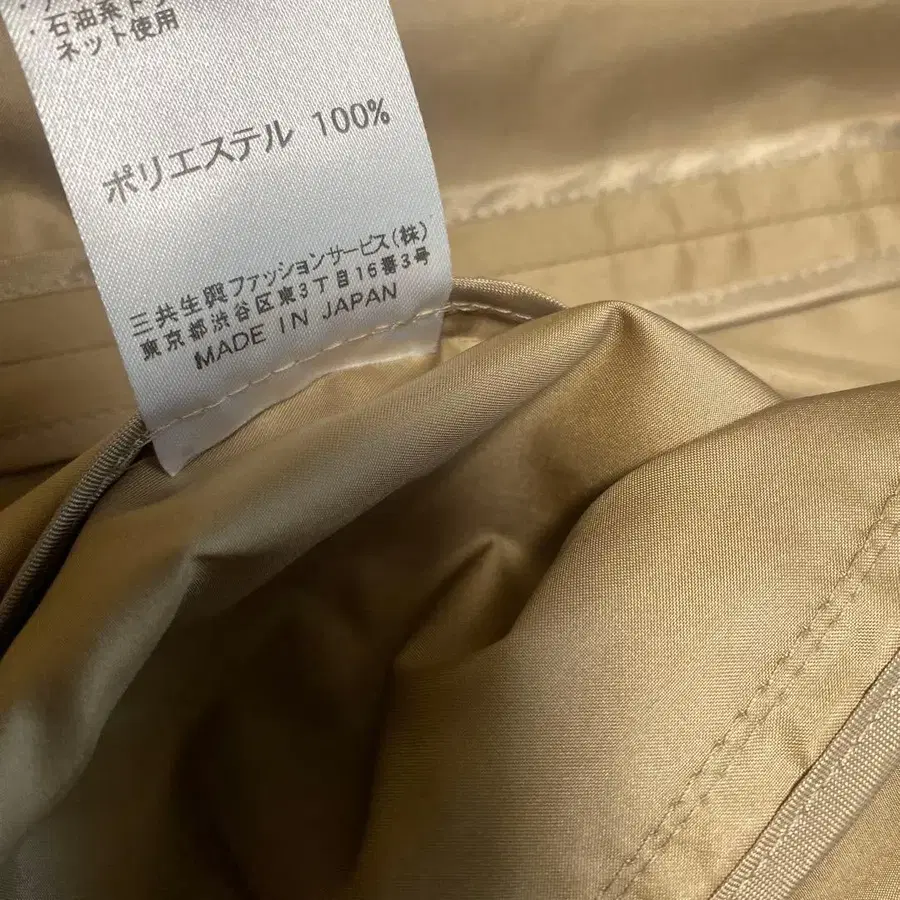 ・石油系ド
ネット使用
ポリエステル 100%
三共生興ファッションサービス(株)
東京都渋谷区東3丁目16番3号
MADE IN JAPAN